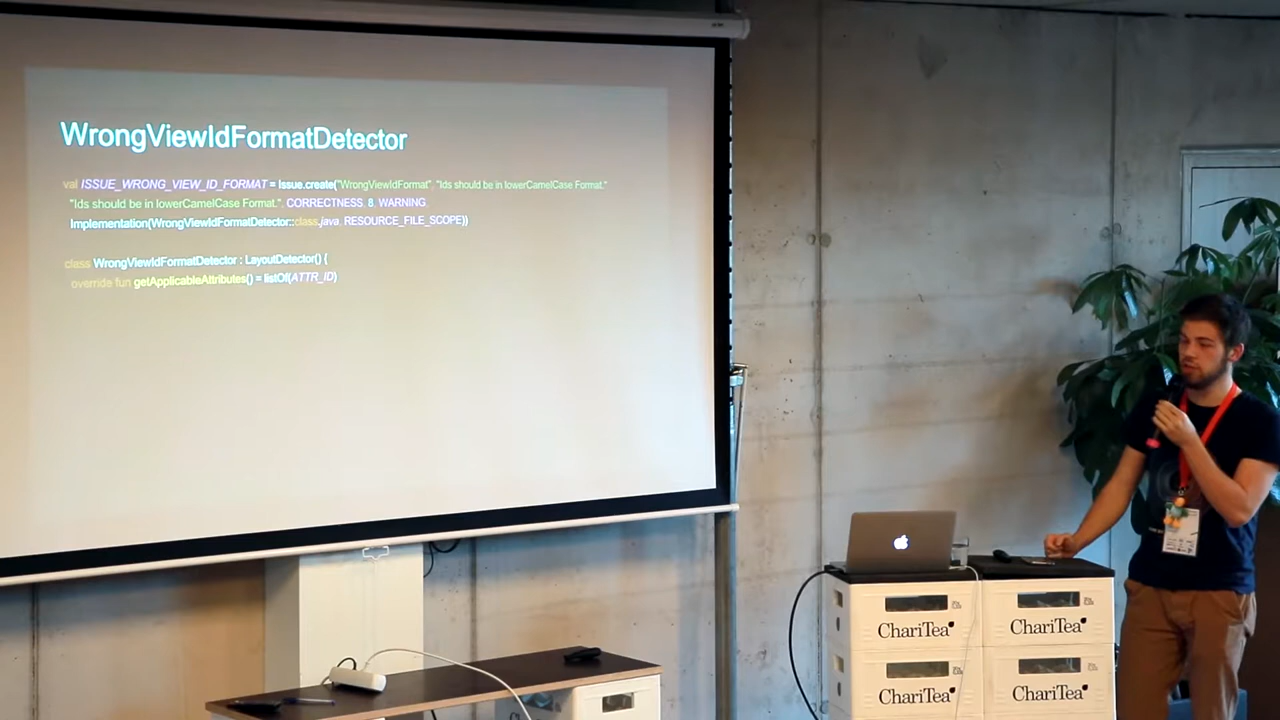 WrongViewIdFormatDetector
val ISSUE_WRONG_VIEW_ID_FORMAT = Issue.create("WrongViewIdFormat", "Ids should be in lowerCamelCase Format.",
"Ids should be in lowerCamelCase Format.", CORRECTNESS, 8, WARNING,
Implementation(WrongViewIdFormatDetector::class.java, RESOURCE_FILE_SCOPE))
class WrongViewIdFormatDetector : LayoutDetector() {
override fun getApplicableAttributes() = listOf(ATTR_ID)
ChariTea
ChariTea
ChariTea
ChariTea